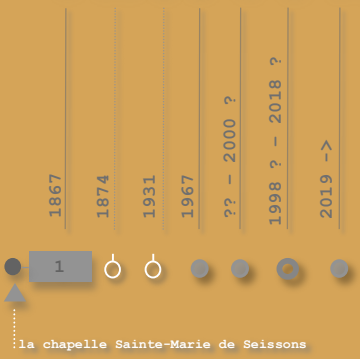 1867
1874
1931
1967
?? - 2000 ?
1998 ? - 2018 ?
2019 ->
1
la chapelle Sainte-Marie de Seissons